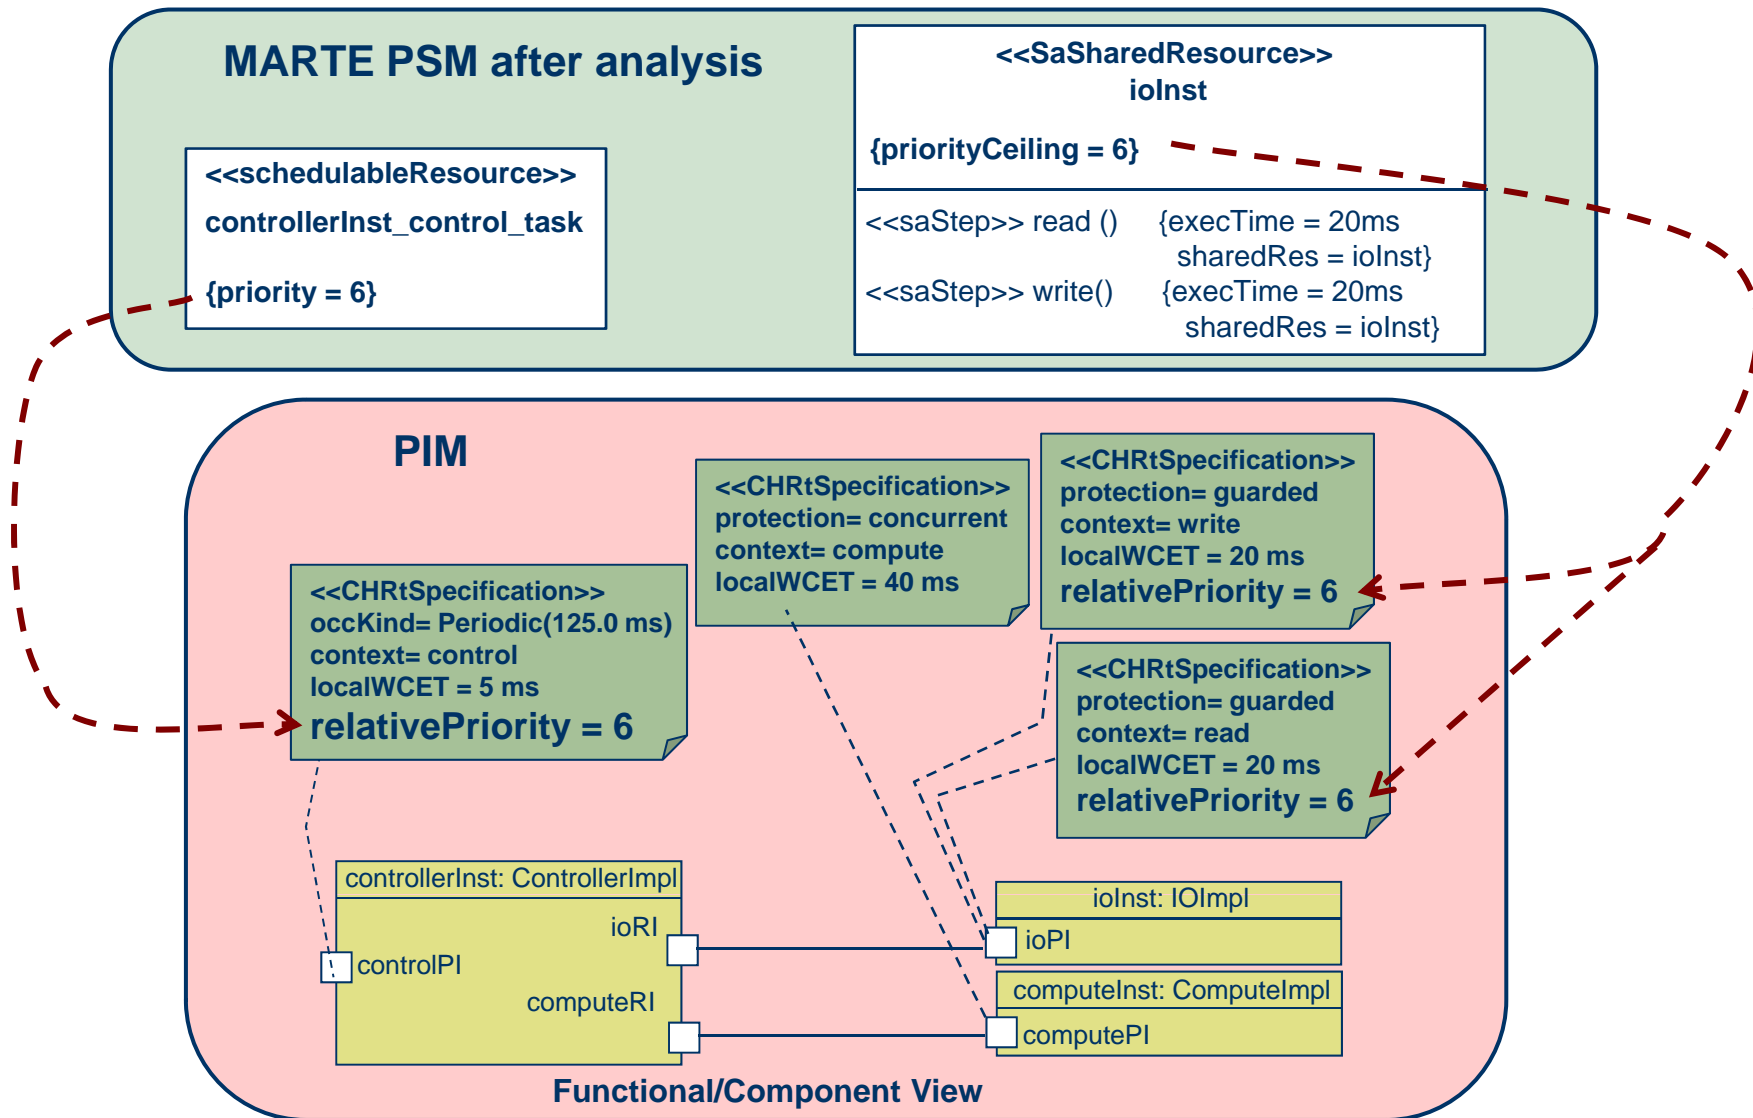 MARTE PSM after analysis
<<SaSharedResource>>
ioInst
{priorityCeiling = 6}
<<saStep>> read () {execTime = 20ms
sharedRes = ioInst}
<<saStep>> write() {execTime = 20ms
sharedRes = ioInst}
<<schedulableResource>>
controllerInst_control_task
{priority = 6}
PIM
<<CHRtSpecification>>
occKind= Periodic(125.0 ms)
context= control
localWCET = 5 ms
relativePriority = 6
<<CHRtSpecification>>
protection= concurrent
context= compute
localWCET = 40 ms
<<CHRtSpecification>>
protection= guarded
context= write
localWCET = 20 ms
relativePriority = 6
<<CHRtSpecification>>
protection= guarded
context= read
localWCET = 20 ms
relativePriority = 6
controllerInst: ControllerImpl
ioRI
controlPI
computeRI
ioInst: IOImpl
ioPI
computeInst: ComputeImpl
computePI
Functional/Component View